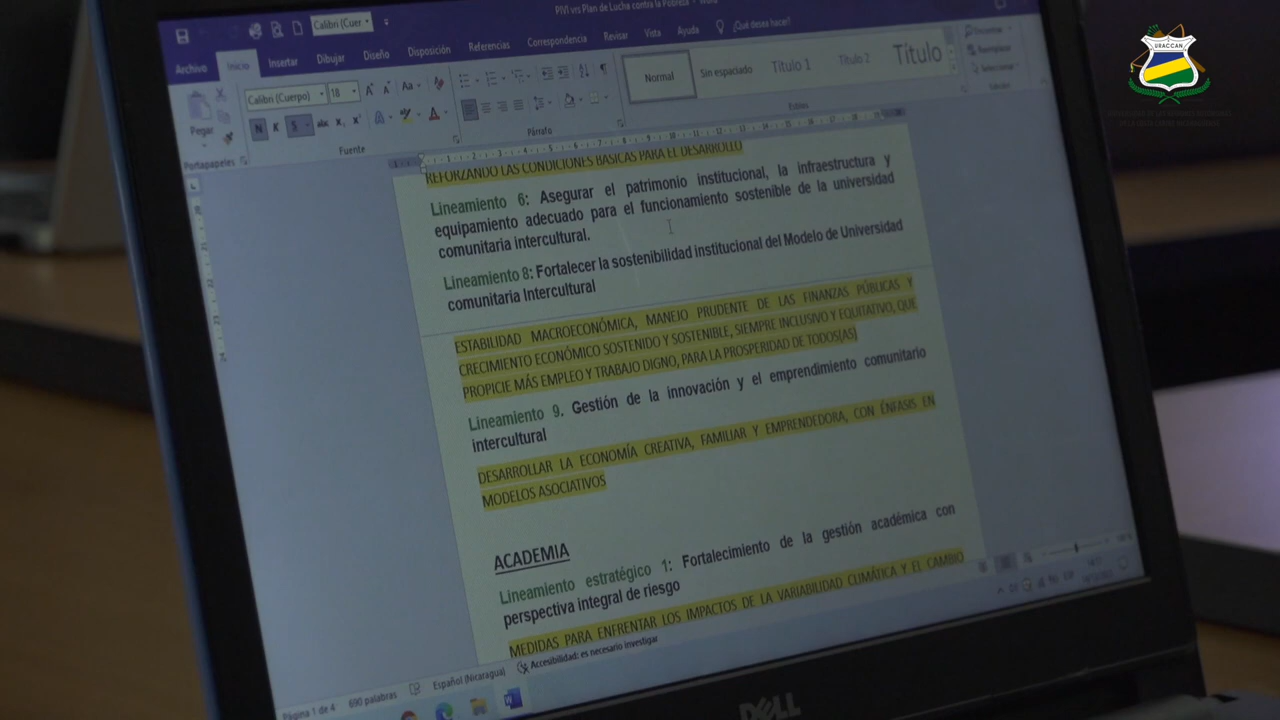 PIVI vrs Plan de Lucha contra la Pobreza - Word
Calibri (Cuer
¿Qué desea hacer?
Archivo Inicio Insertar Dibujar Diseño Disposición Referencias Correspondencia Revisar Vista Ayuda
Calibri (Cuerpo) 18
Pegar
N K S abc
Normal Sin espaciado Título 1 Título 2 Título
Portapapeles Fuente Párrafo Estilos
REFORZANDO LAS CONDICIONES BÁSICAS PARA EL DESARROLLO
Lineamiento 6: Asegurar el patrimonio institucional, la infraestructura y
equipamiento adecuado para el funcionamiento sostenible de la universidad
comunitaria intercultural.
Lineamiento 8: Fortalecer la sostenibilidad institucional del Modelo de Universidad
comunitaria Intercultural
ESTABILIDAD MACROECONÓMICA, MANEJO PRUDENTE DE LAS FINANZAS PÚBLICAS Y
CRECIMIENTO ECONÓMICO SOSTENIDO Y SOSTENIBLE, SIEMPRE INCLUSIVO Y EQUITATIVO, QUE
PROPICIE MÁS EMPLEO Y TRABAJO DIGNO, PARA LA PROSPERIDAD DE TODOS(AS)
Lineamiento 9. Gestión de la innovación y el emprendimiento comunitario
intercultural
DESARROLLAR LA ECONOMÍA CREATIVA, FAMILIAR Y EMPRENDEDORA, CON ÉNFASIS EN
MODELOS ASOCIATIVOS
ACADEMIA
Lineamiento estratégico 1: Fortalecimiento de la gestión académica con
perspectiva integral de riesgo
MEDIDAS PARA ENFRENTAR LOS IMPACTOS DE LA VARIABILIDAD CLIMÁTICA Y EL CAMBIO
Página 1 de 4 690 palabras Español (Nicaragua) Accesibilidad: es necesario investigar
DELL
URACCAN